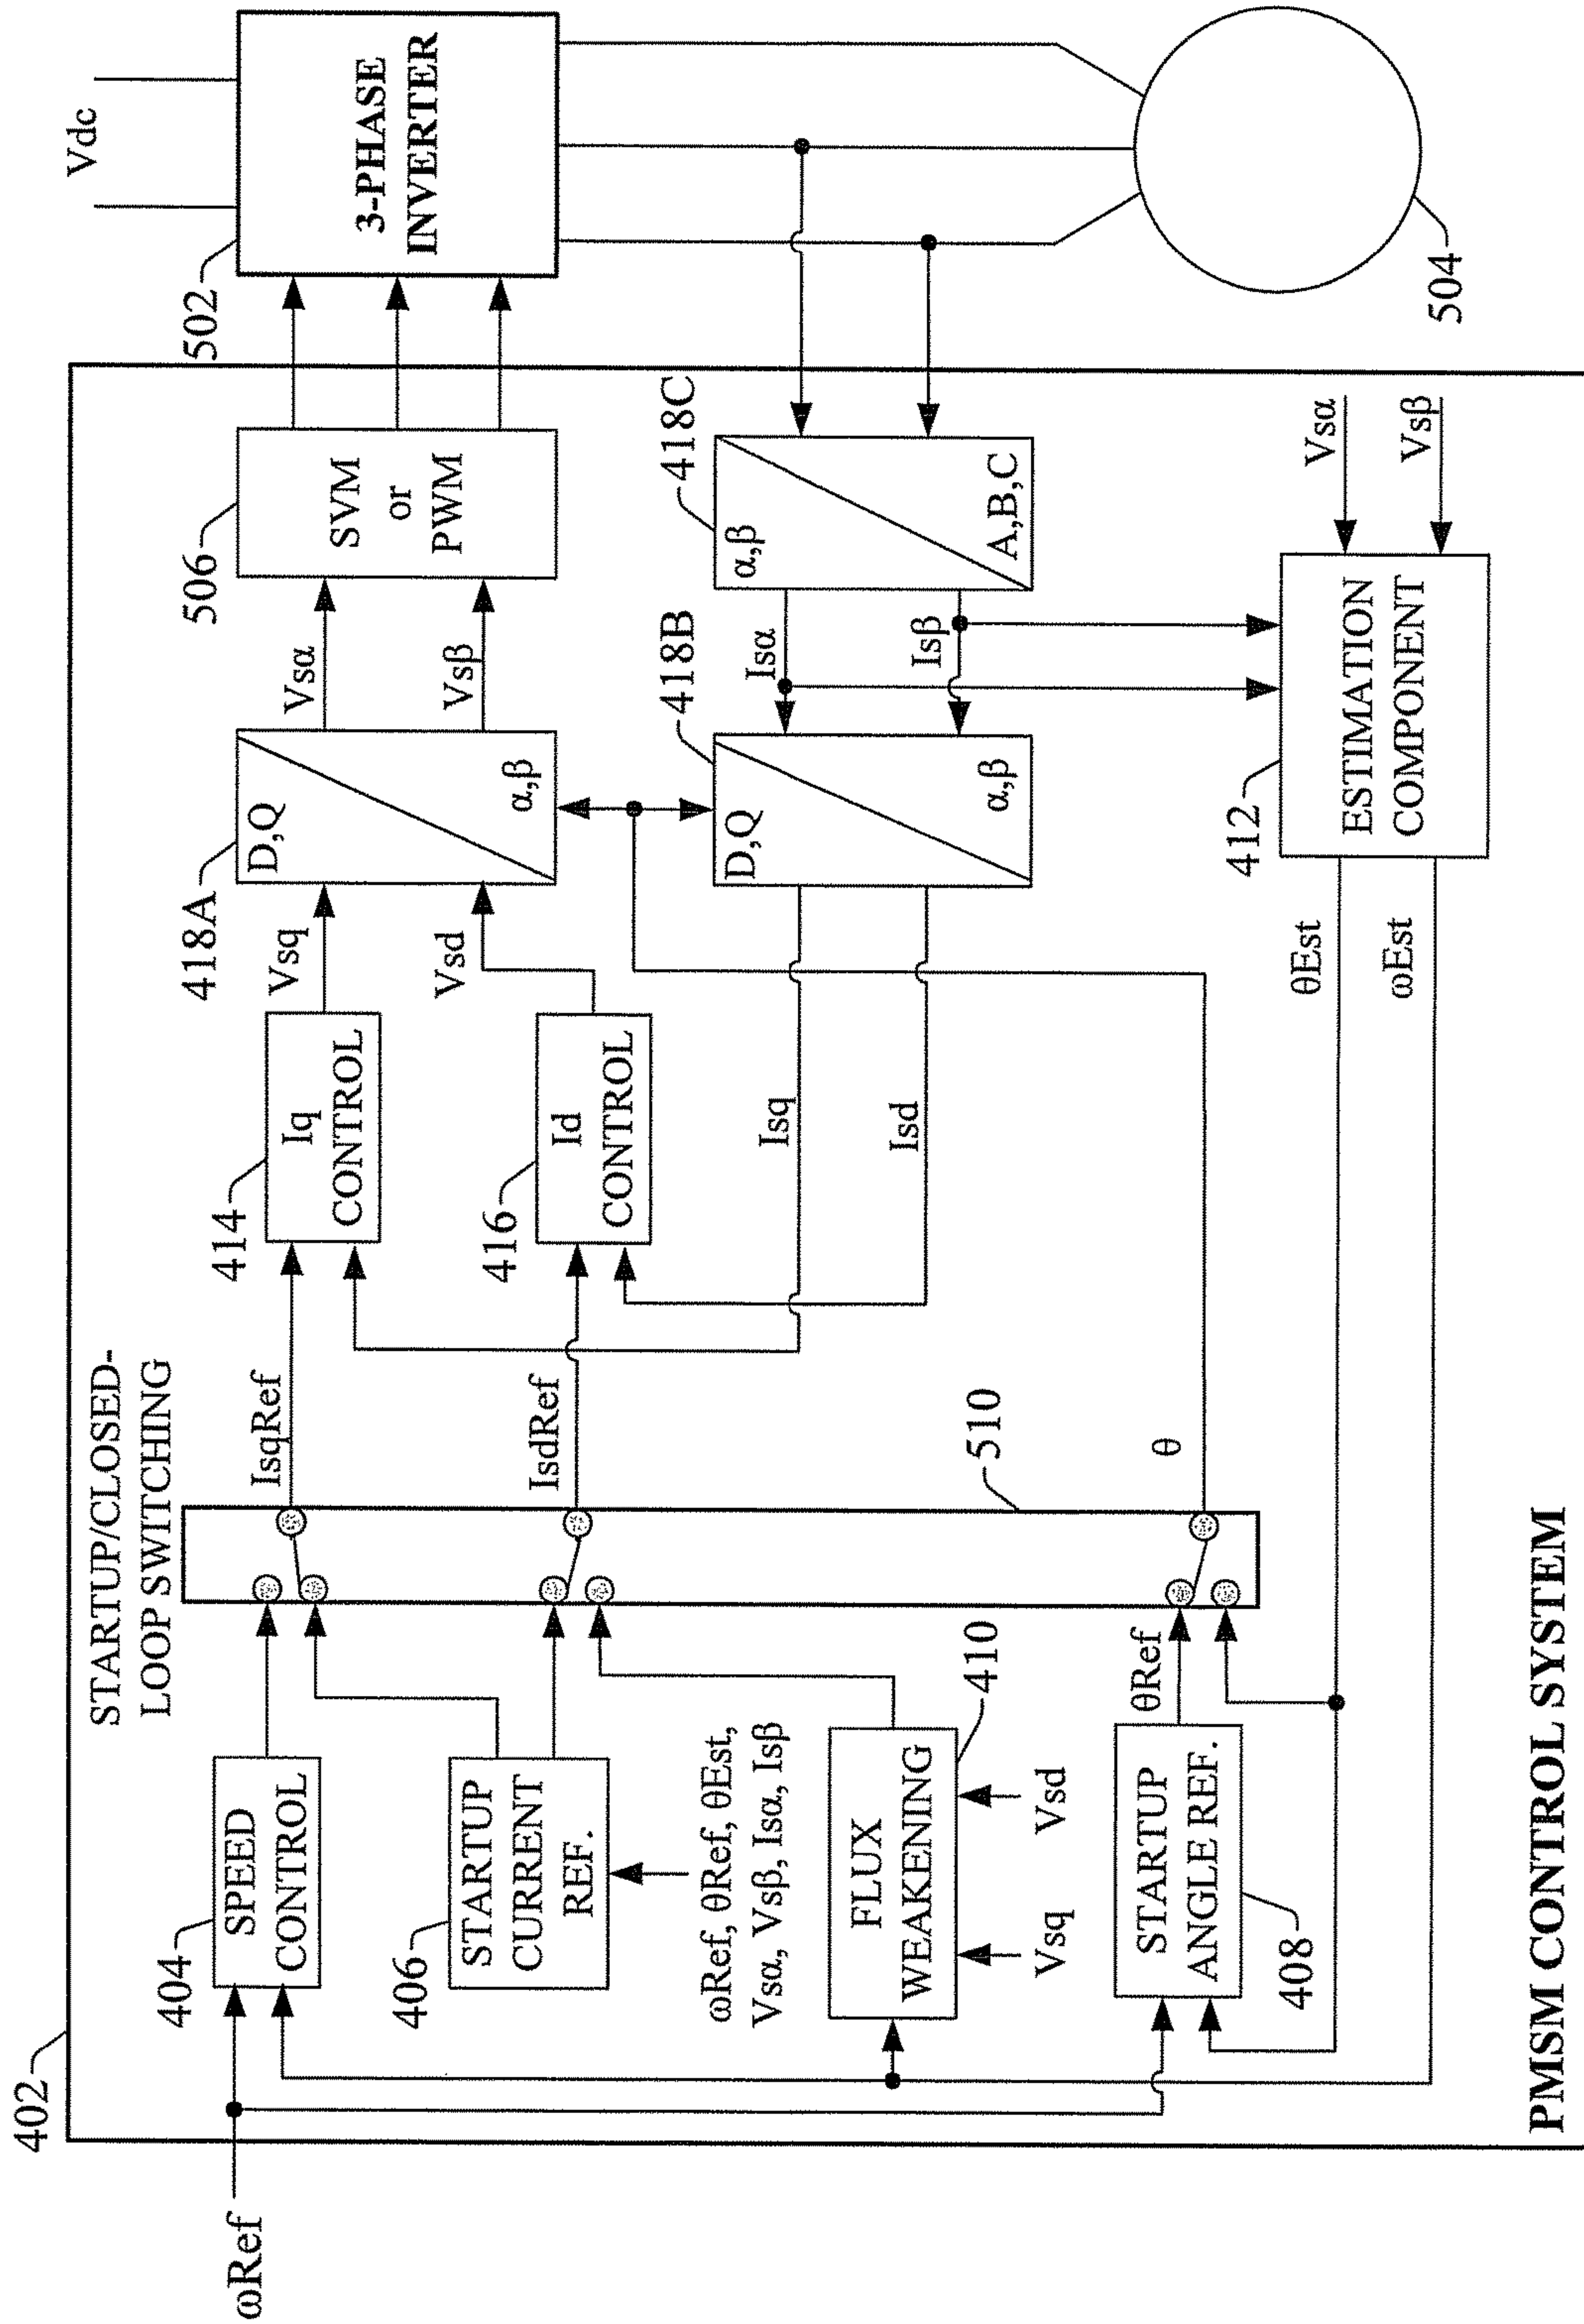 402
ωRef
STARTUP/CLOSED-
LOOP SWITCHING
404
SPEED
CONTROL
406
STARTUP
CURRENT
REF.
ωRef, θRef, θEst,
Vsα, Vsβ, Isα, Isβ
FLUX
WEAKENING
410
Vsq
Vsd
STARTUP
ANGLE REF.
408
θRef
510
IsqRef
IsdRef
θ
414
Iq
CONTROL
416
Id
CONTROL
Vsq
Vsd
Isq
Isd
418A
D,Q
α,β
418B
D,Q
α,β
Vsα
Vsβ
Isα
Isβ
506
SVM
or
PWM
418C
α,β
A,B,C
412
ESTIMATION
COMPONENT
θEst
ωEst
Vsα
Vsβ
502
Vdc
3-PHASE
INVERTER
504
PMSM CONTROL SYSTEM